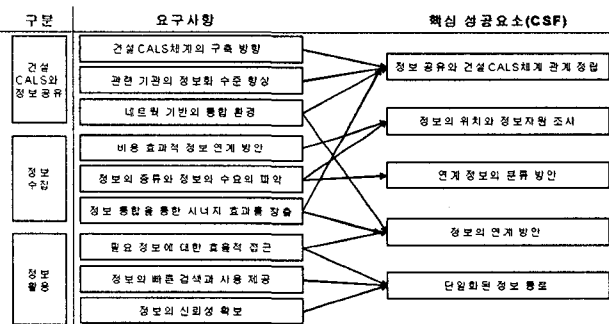 구분 요구사항 핵심 성공요소(CSF)
건설
CALS와
정보공유
건설CALS체계의 구축 방향
관련 기관의 정보화 수준 향상
네트웍 기반의 통합 환경
정보
수집
비용 효과적 정보 연계 방안
정보의 종류와 정보의 수요의 파악
정보 통합을 통한 시너지 효과를 창출
정보
활용
필요 정보에 대한 효율적 접근
정보의 빠른 검색과 사용 제공
정보의 신뢰성 확보
정보 공유와 건설CALS체계 관계 정립
정보의 위치와 정보자원 조사
연계 정보의 분류 방안
정보의 연계 방안
단일화된 정보 통로